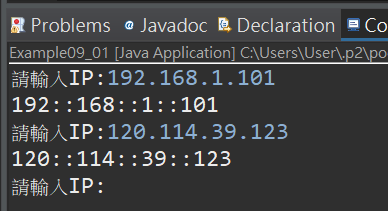 Problems @ Javadoc Declaration Co
Example09_01 [Java Application] C:\Users\User\.p2\po
請輸入IP:192.168.1.101
192::168::1::101
請輸入IP:120.114.39.123
120::114::39::123
請輸入IP: